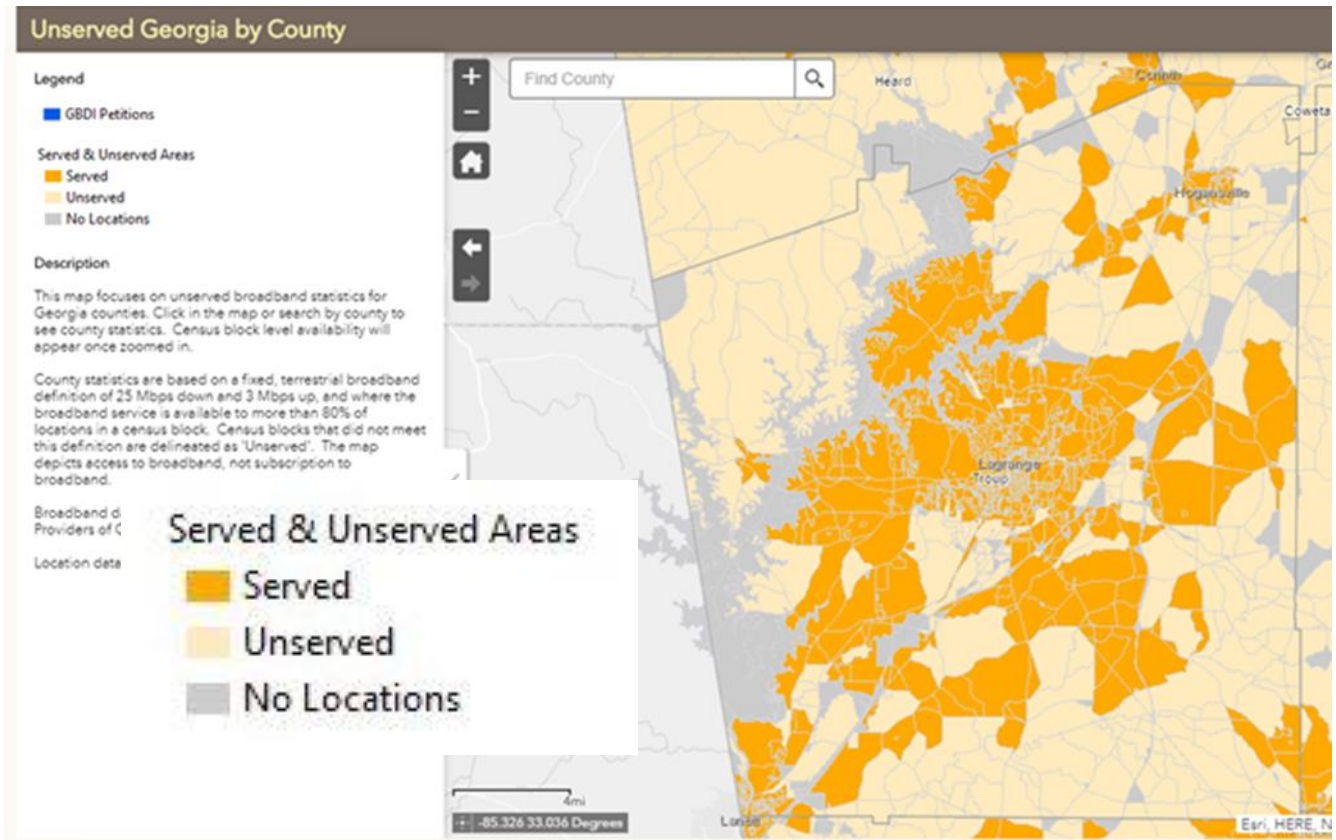 Unserved Georgia by County
Legend
GBDI Petitions
Served & Unserved Areas
Served
Unserved
No Locations
Description
This map focuses on unserved broadband statistics for
Georgia counties. Click in the map or search by county to
see county statistics. Census block level availability will
appear once zoomed in.
County statistics are based on a fixed, terrestrial broadband
definition of 25 Mbps down and 3 Mbps up, and where the
broadband service is available to more than 80% of
locations in a census block. Census blocks that did not meet
this definition are delineated as 'Unserved'. The map
depicts access to broadband, not subscription to
broadband.
Broadband d
Providers of
Location data
Served & Unserved Areas
Served
Unserved
No Locations
+
Find County
−
Heard
Corinth
Coweta
Hogansville
Lagrange
Troup
4mi
-85.326 33.036 Degrees
Esri, HERE,